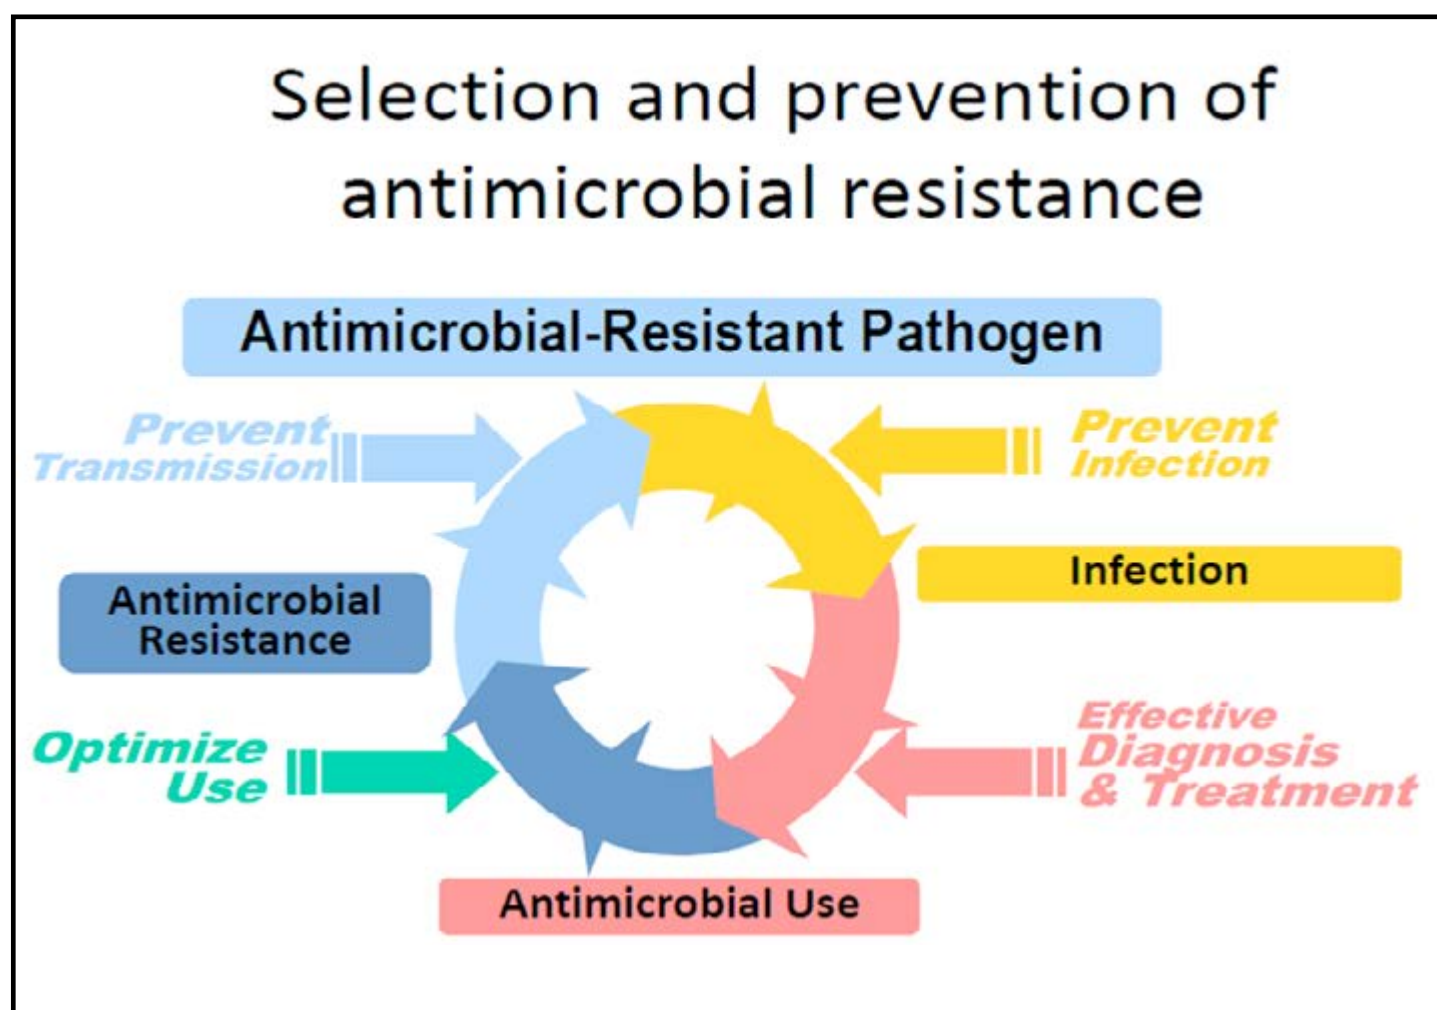 Selection and prevention of
antimicrobial resistance
Antimicrobial-Resistant Pathogen
Prevent
Transmission
Prevent
Infection
Infection
Antimicrobial
Resistance
Optimize
Use
Effective
Diagnosis
& Treatment
Antimicrobial Use